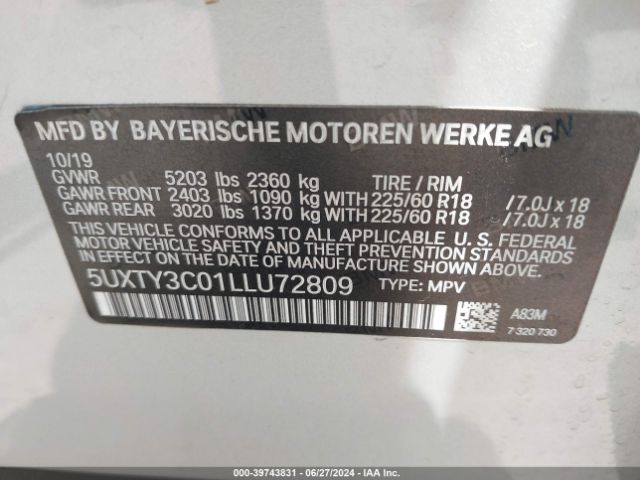 MFD BY BAYERISCHE MOTOREN WERKE AG
10/19
GVWR 5203 lbs 2360 kg TIRE / RIM
GAWR FRONT 2403 lbs 1090 kg WITH 225/60 R18 /7.0J x 18
GAWR REAR 3020 lbs 1370 kg WITH 225/60 R18 /7.0J x 18
THIS VEHICLE CONFORMS TO ALL APPLICABLE U. S. FEDERAL
MOTOR VEHICLE SAFETY AND THEFT PREVENTION STANDARDS
IN EFFECT ON THE DATE OF MANUFACTURE SHOWN ABOVE.
5UXTY3C01LLU72809 TYPE: MPV
A83M
7 320 730
000-39743831 | 06/27/2024 | IAA Inc.